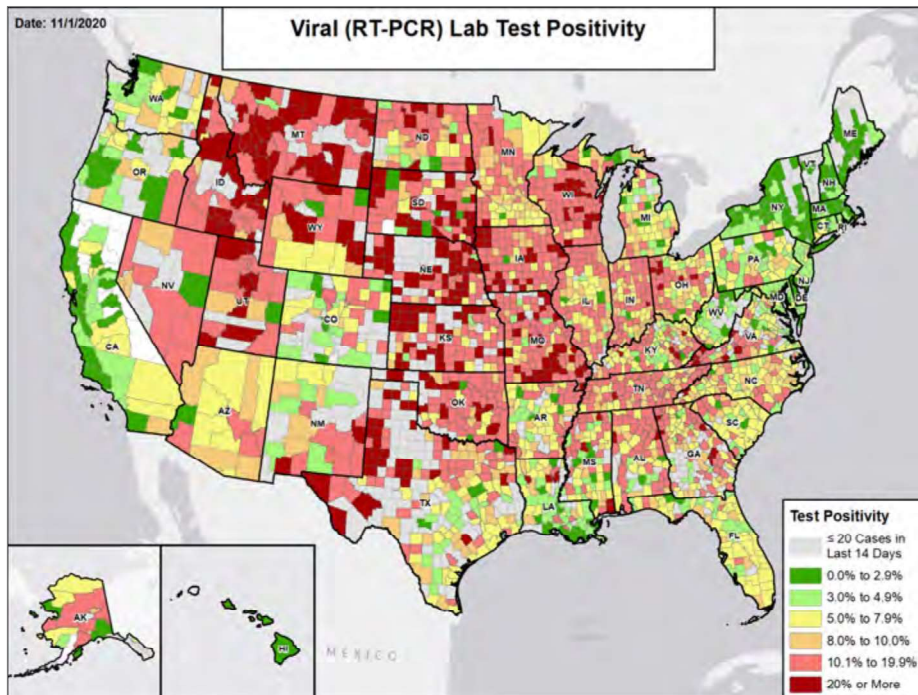 Date: 11/1/2020
Viral (RT-PCR) Lab Test Positivity
WA
MT
ND
MN
ME
VT
NH
OR
ID
SD
WI
NY
MA
CT
RI
WY
MI
IA
PA
NJ
NE
NV
UT
IL
IN
OH
MD
DE
CO
WV
CA
KS
MO
KY
VA
AZ
NM
OK
TN
NC
AR
SC
MS
AL
GA
TX
LA
FL
AK
HI
MEXICO
Test Positivity
≤ 20 Cases in
Last 14 Days
0.0% to 2.9%
3.0% to 4.9%
5.0% to 7.9%
8.0% to 10.0%
10.1% to 19.9%
20% or More